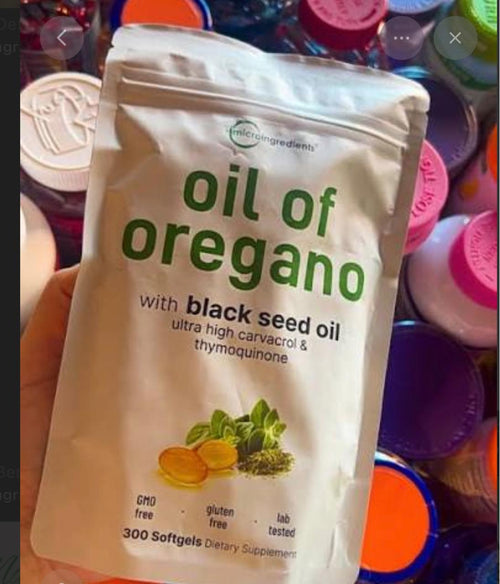 microingredients
oil of
oregano
with black seed oil
ultra high carvacrol &
thymoquinone
GMO
free
gluten
free
lab
tested
300 Softgels Dietary Supplement